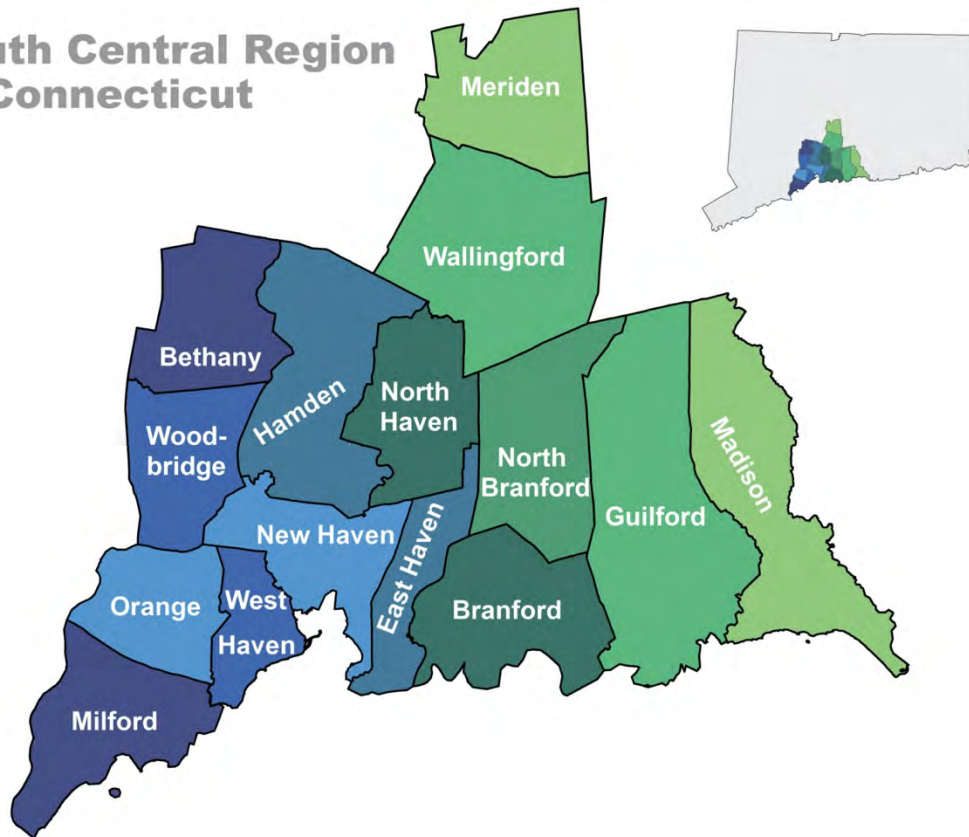 uth Central Region
Connecticut
Meriden
Wallingford
Bethany
Hamden
North
Haven
Wood-
bridge
North
Branford
Madison
Guilford
New Haven
East Haven
Orange
West
Haven
Branford
Milford